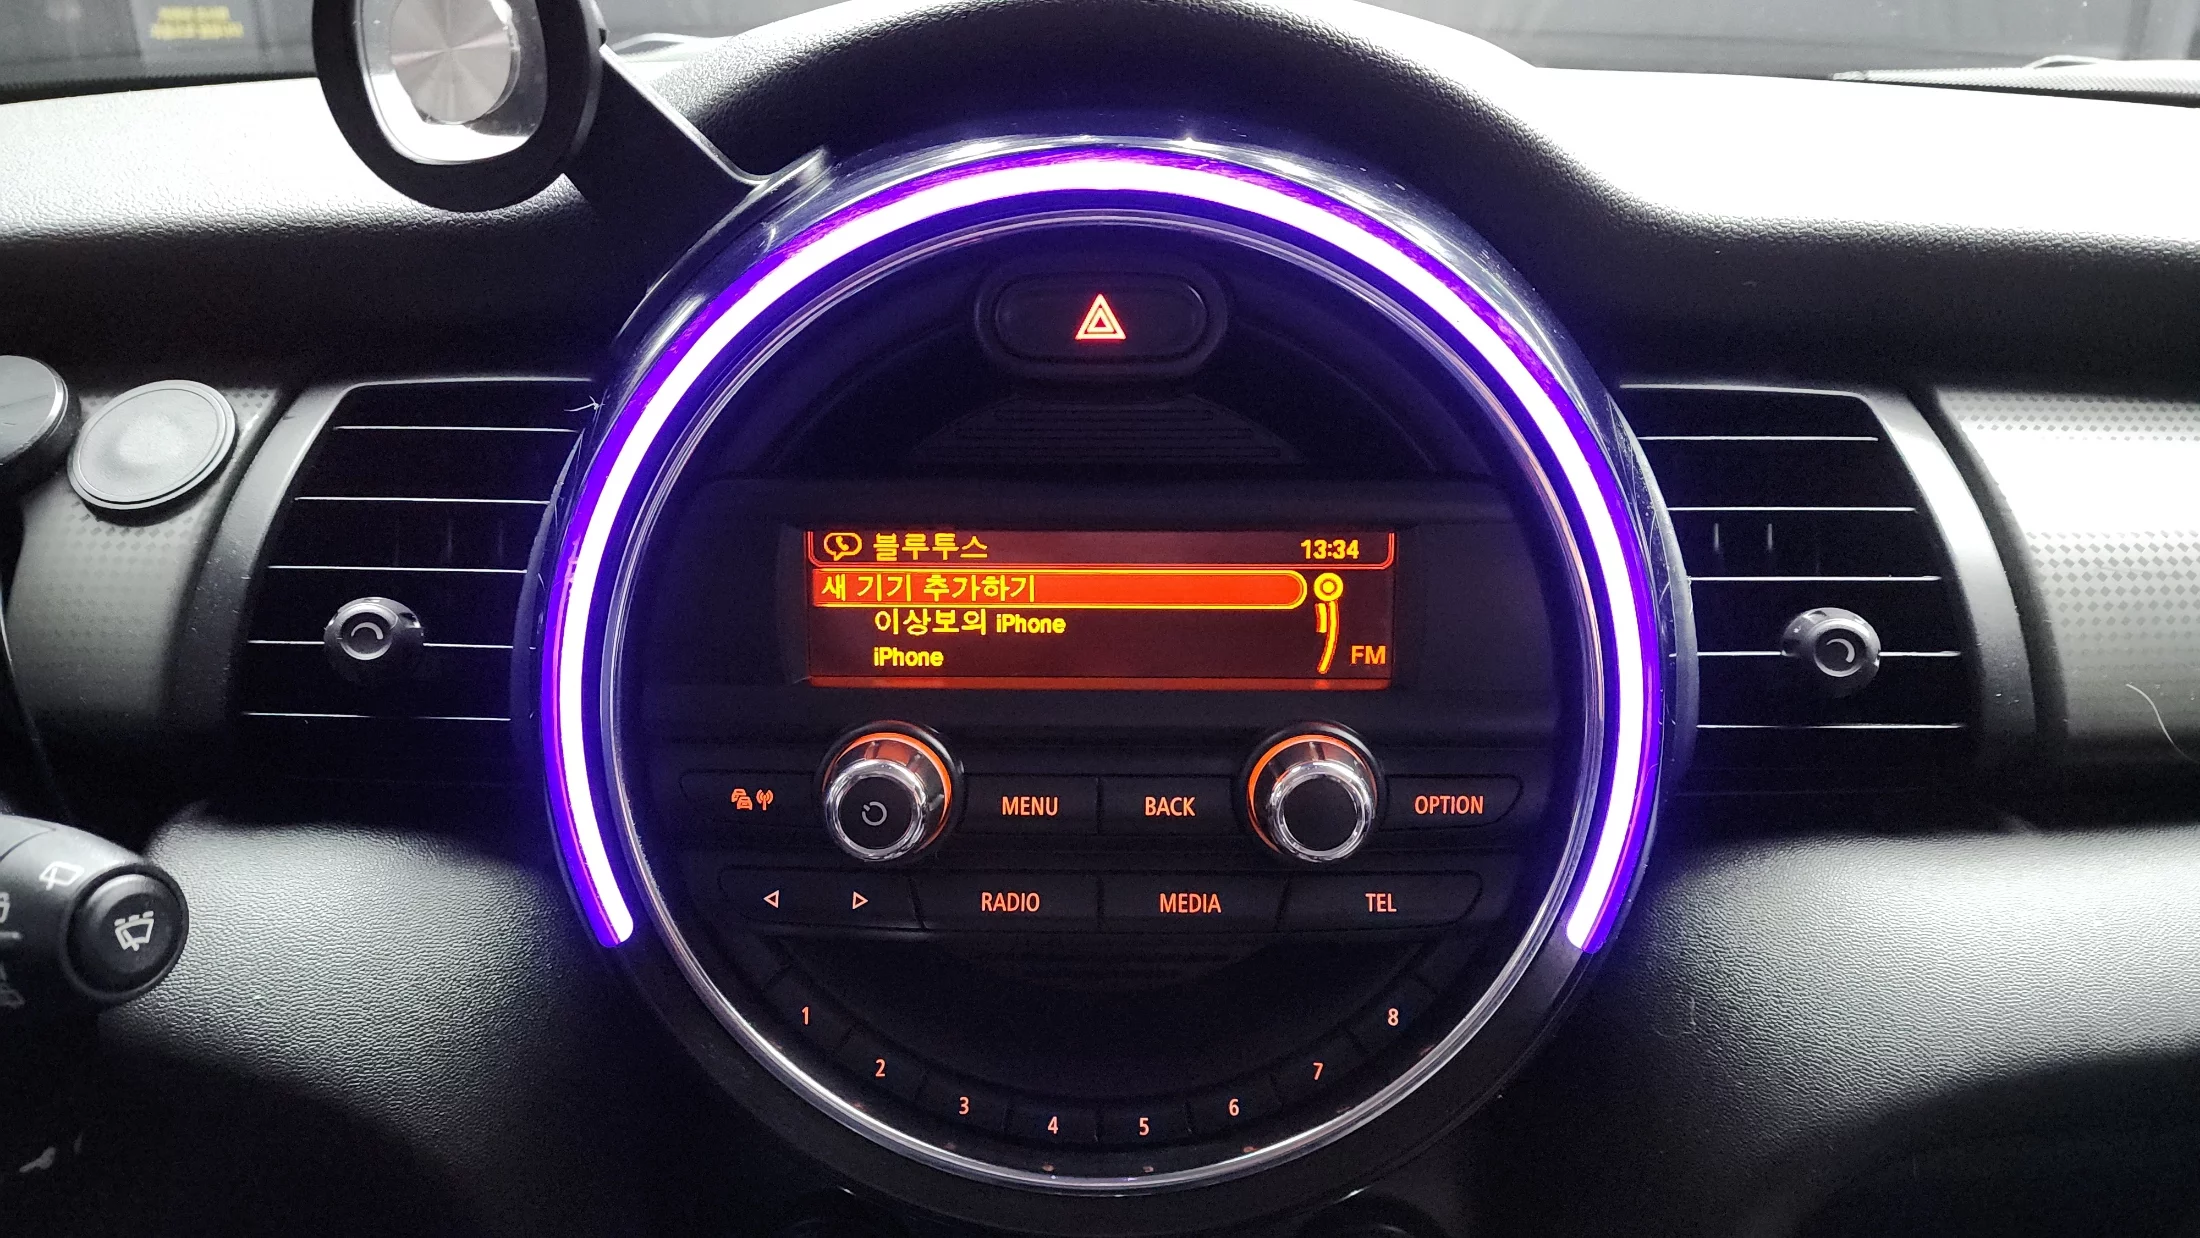 블루투스 13:34
새 기기 추가하기
이상보의 iPhone
iPhone
FM
MENU BACK OPTION
RADIO MEDIA TEL
1 2 3 4 5 6 7 8